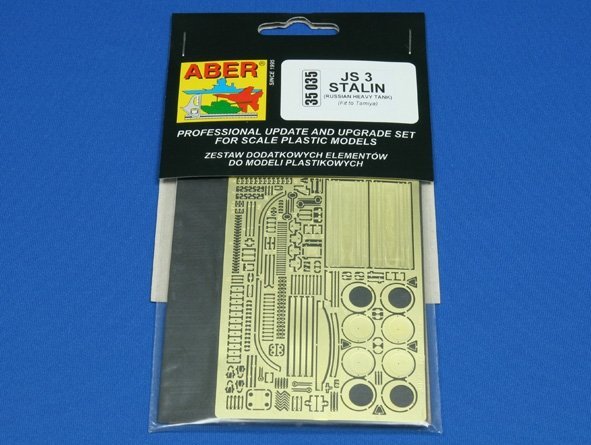 ABER®
SINCE 1995
35 035
JS 3
STALIN
(RUSSIAN HEAVY TANK)
(Fit to Tamiya)
PROFESSIONAL UPDATE AND UPGRADE SET
FOR SCALE PLASTIC MODELS
ZESTAW DODATKOWYCH ELEMENTÓW
DO MODELI PLASTIKOWYCH